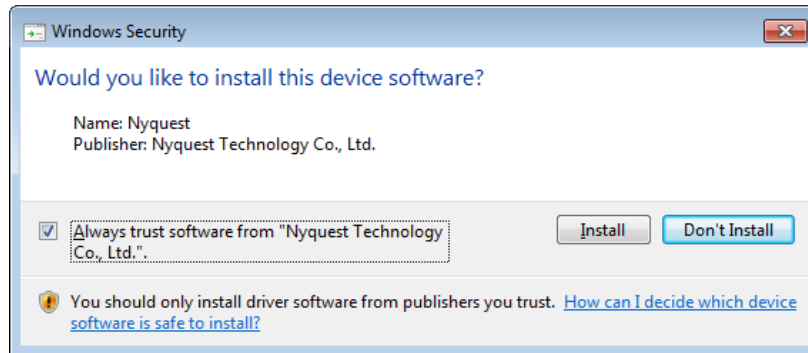 Windows Security
Would you like to install this device software?
Name: Nyquest
Publisher: Nyquest Technology Co., Ltd.
Always trust software from "Nyquest Technology
Co., Ltd.".
Install
Don't Install
You should only install driver software from publishers you trust. How can I decide which device
software is safe to install?